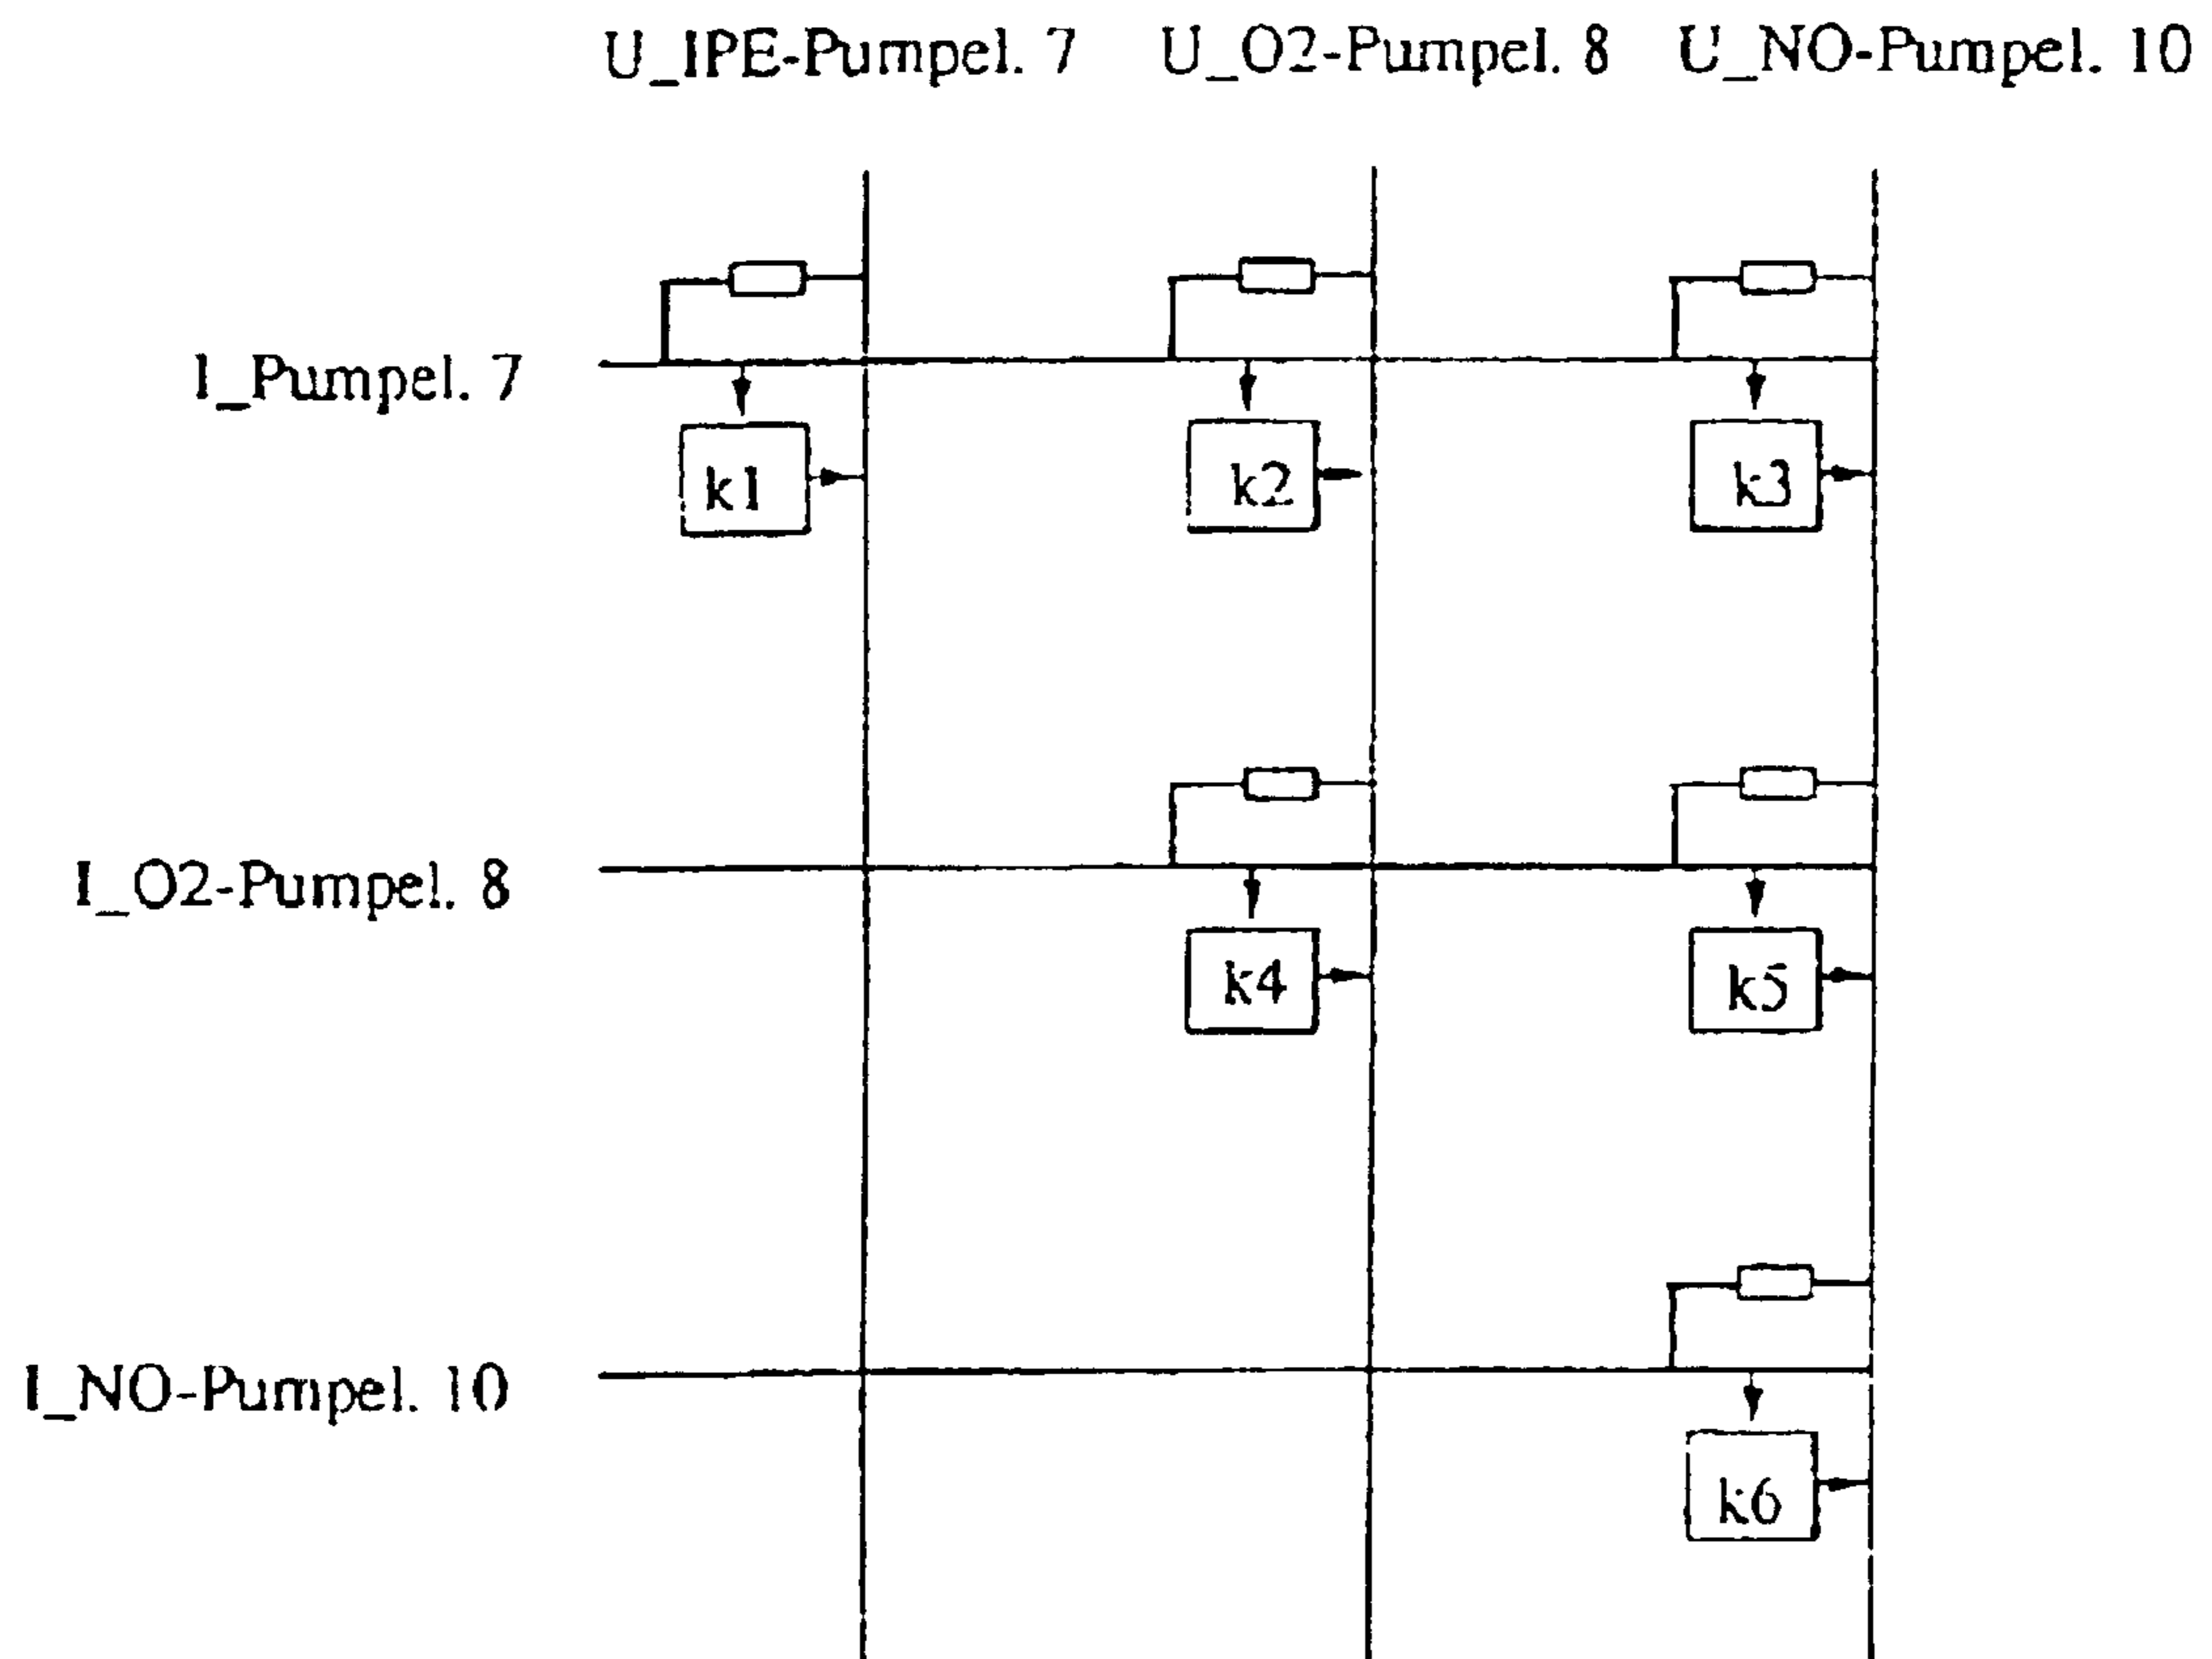 U_IPE-Pumpel. 7 U_O2-Pumpel. 8 U_NO-Pumpel. 10
I_Pumpel. 7
k1 k2 k3
I_O2-Pumpel. 8
k4 k5
I_NO-Pumpel. 10
k6